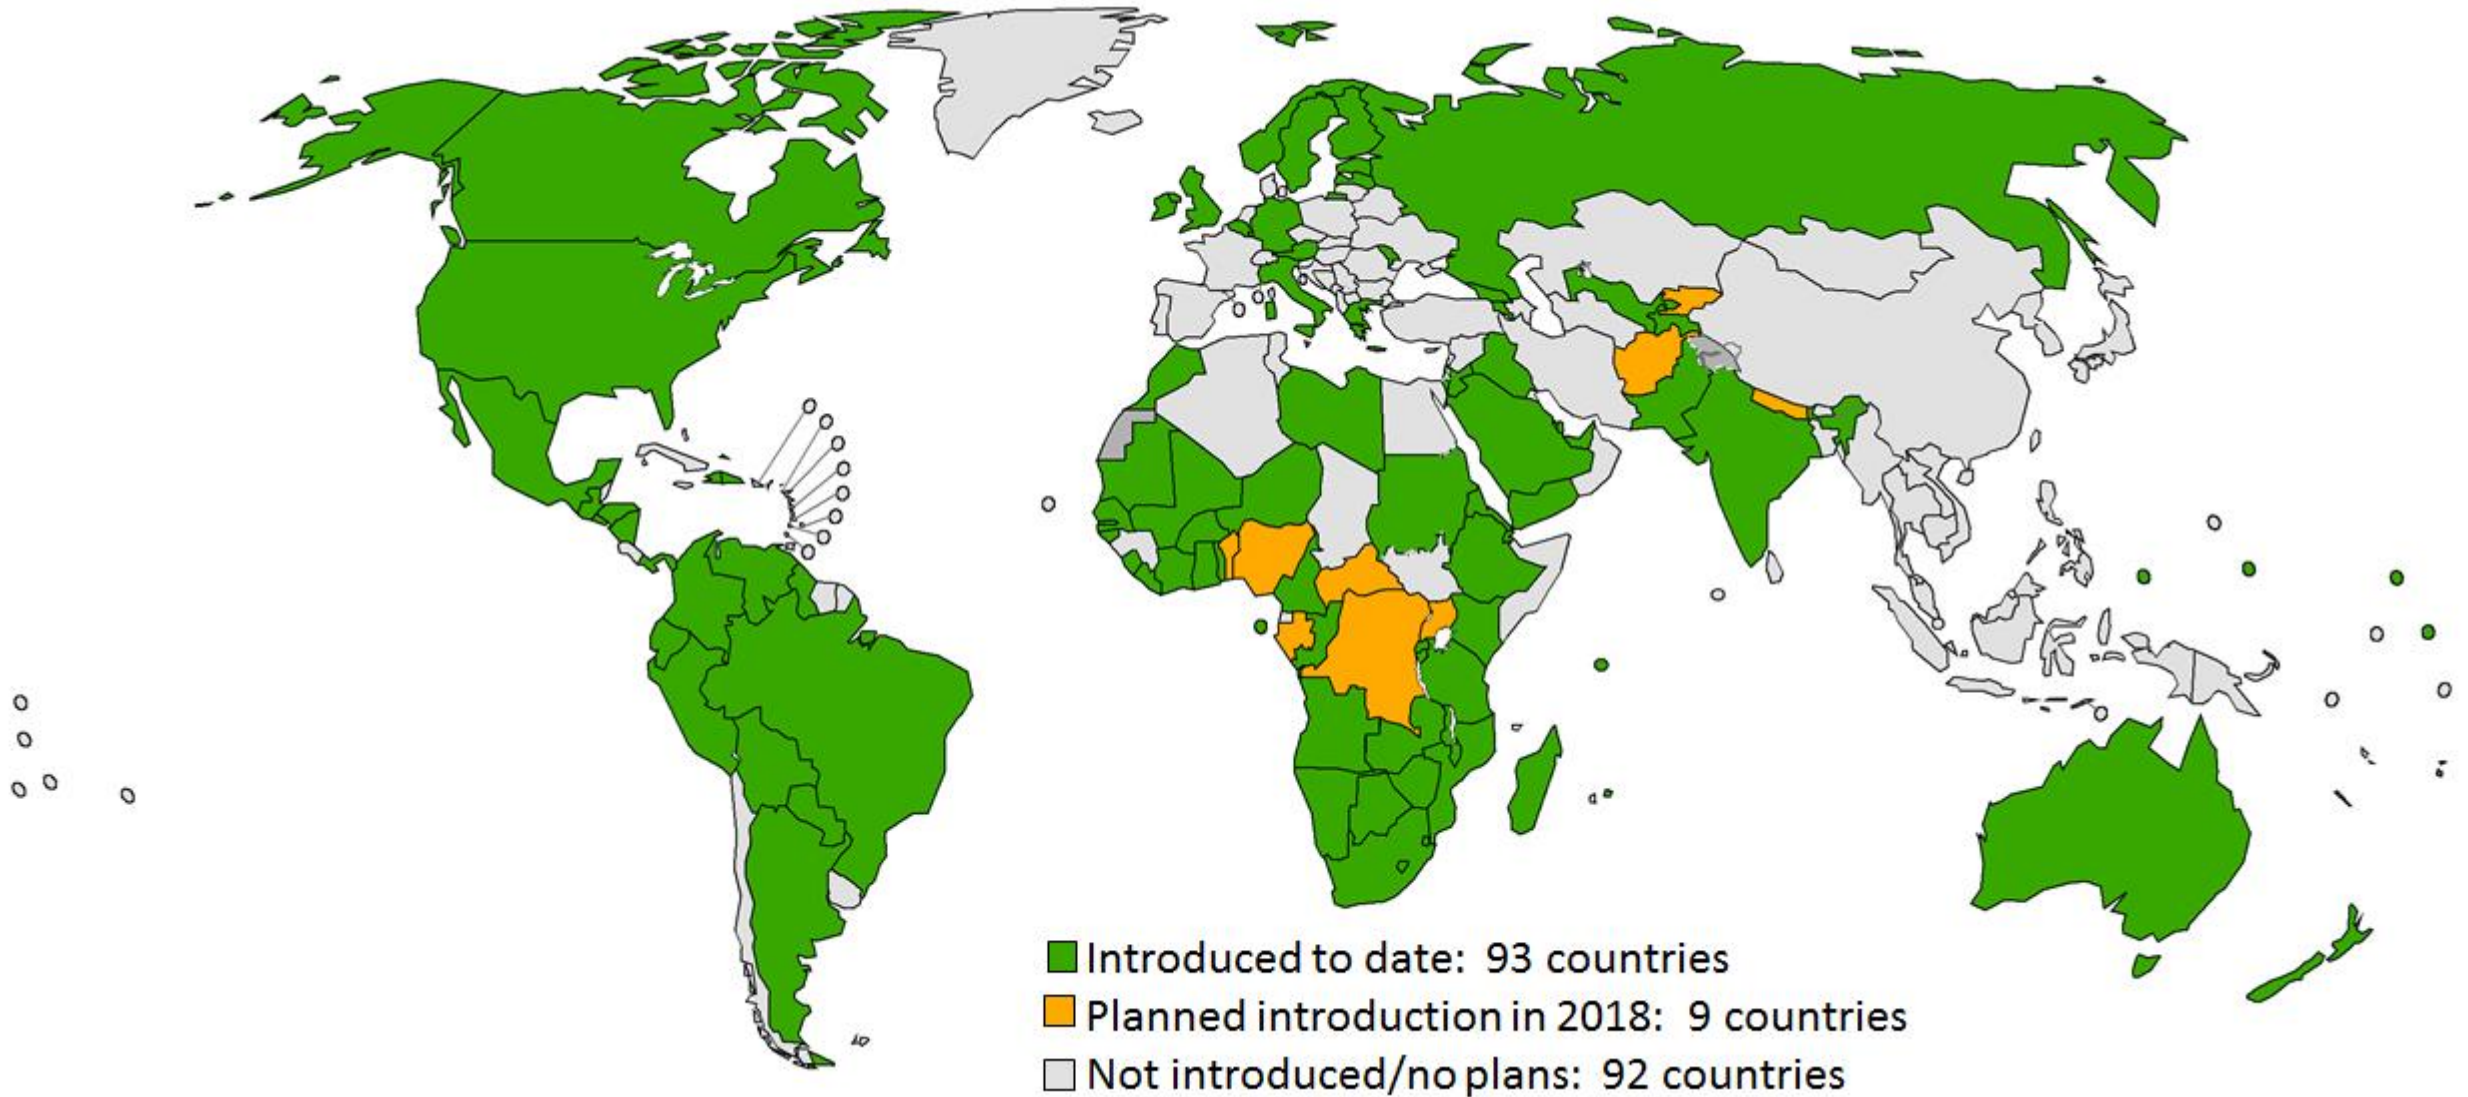 Introduced to date: 93 countries
Planned introduction in 2018: 9 countries
Not introduced/no plans: 92 countries